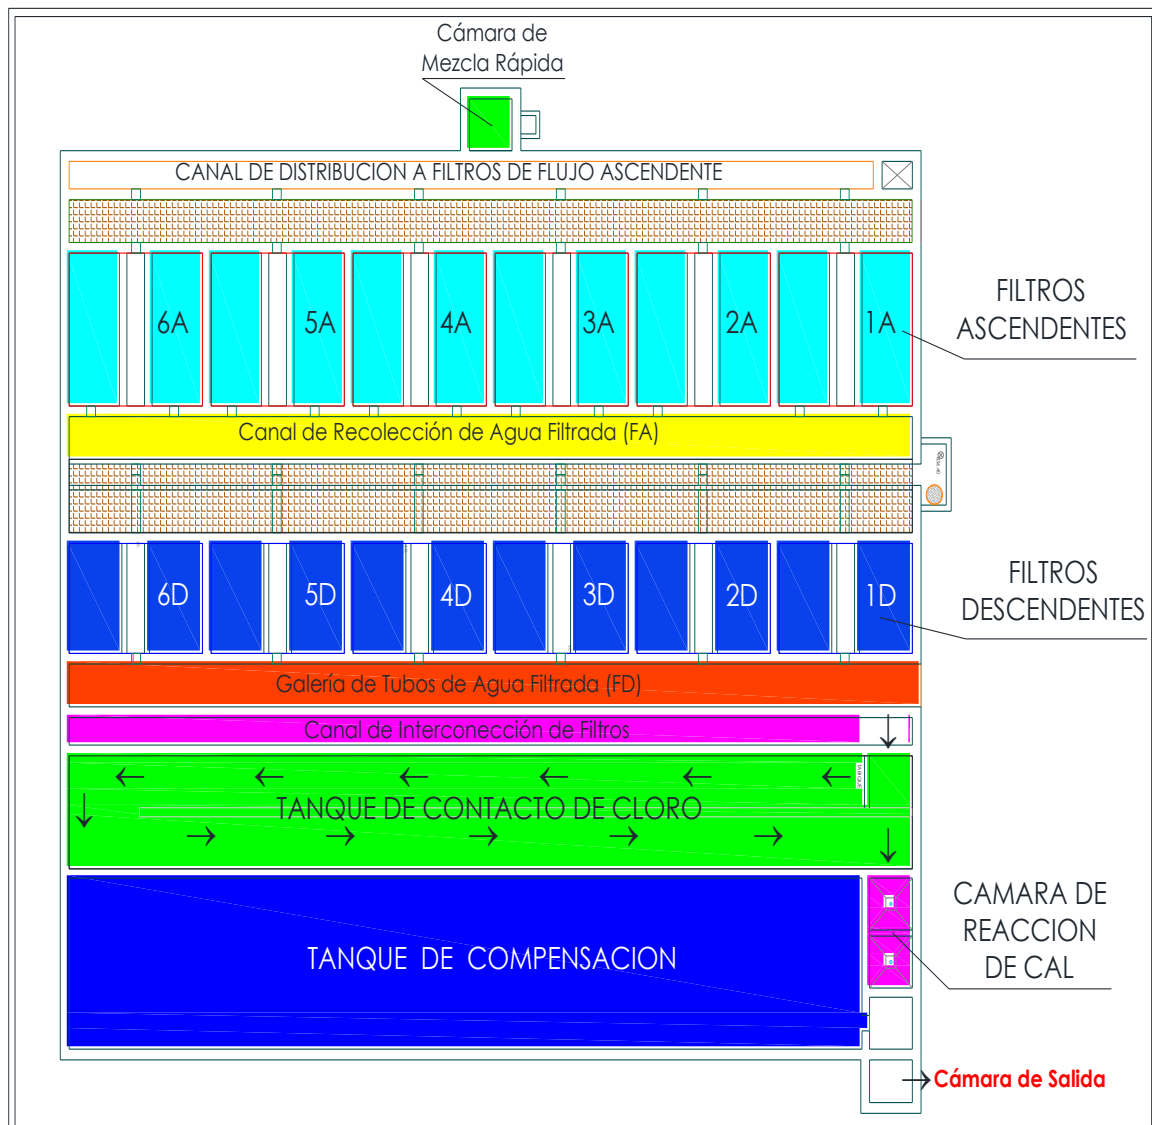 Cámara de
Mezcla Rápida
CANAL DE DISTRIBUCION A FILTROS DE FLUJO ASCENDENTE
6A
5A
4A
3A
2A
1A
FILTROS
ASCENDENTES
Canal de Recolección de Agua Filtrada (FA)
6D
5D
4D
3D
2D
1D
FILTROS
DESCENDENTES
Galería de Tubos de Agua Filtrada (FD)
Canal de Interconección de Filtros
TANQUE DE CONTACTO DE CLORO
TANQUE DE COMPENSACION
CAMARA DE
REACCION
DE CAL
Cámara de Salida